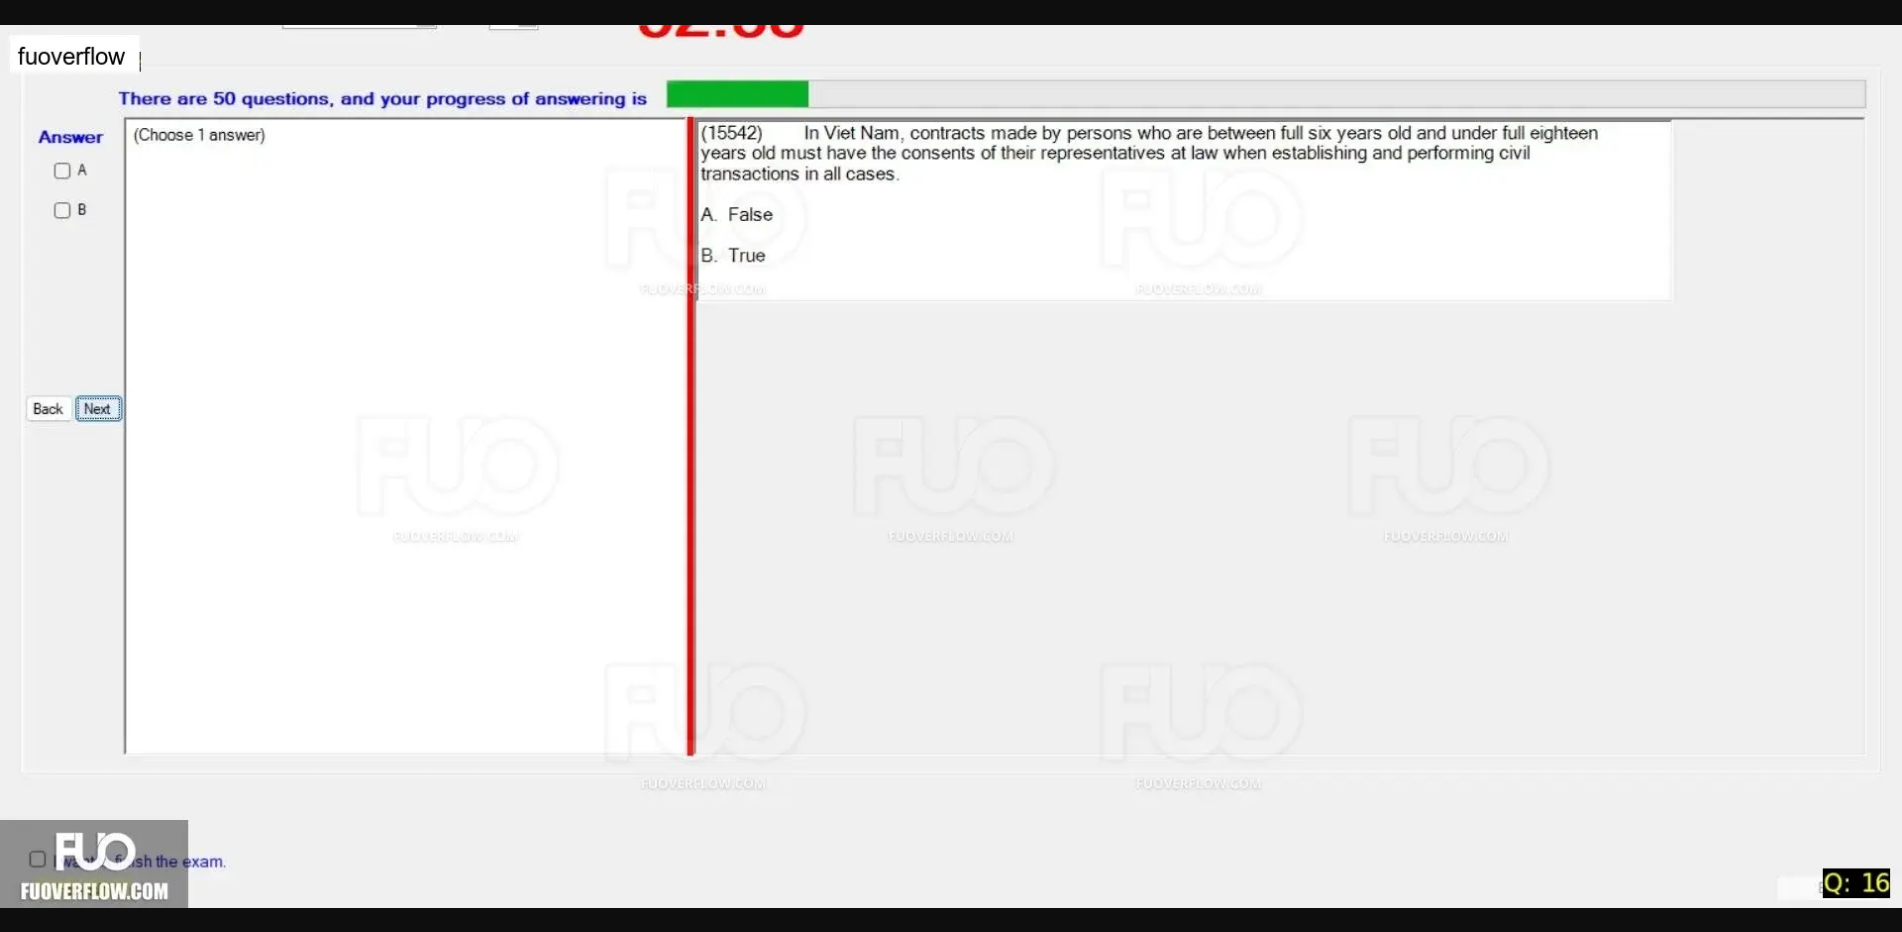 fuoverflow
There are 50 questions, and your progress of answering is
Answer
(Choose 1 answer)
A
B
Back
Next
(15542) In Viet Nam, contracts made by persons who are between full six years old and under full eighteen
years old must have the consents of their representatives at law when establishing and performing civil
transactions in all cases.
A. False
B. True
FUO
FUOVERFLOW.COM
FUO
FUOVERFLOW.COM
FUO
FUOVERFLOW.COM
FUO
FUOVERFLOW.COM
FUO
FUOVERFLOW.COM
FUO
FUOVERFLOW.COM
FUO
FUOVERFLOW.COM
the exam.
FUO
FUOVERFLOW.COM
Q: 16